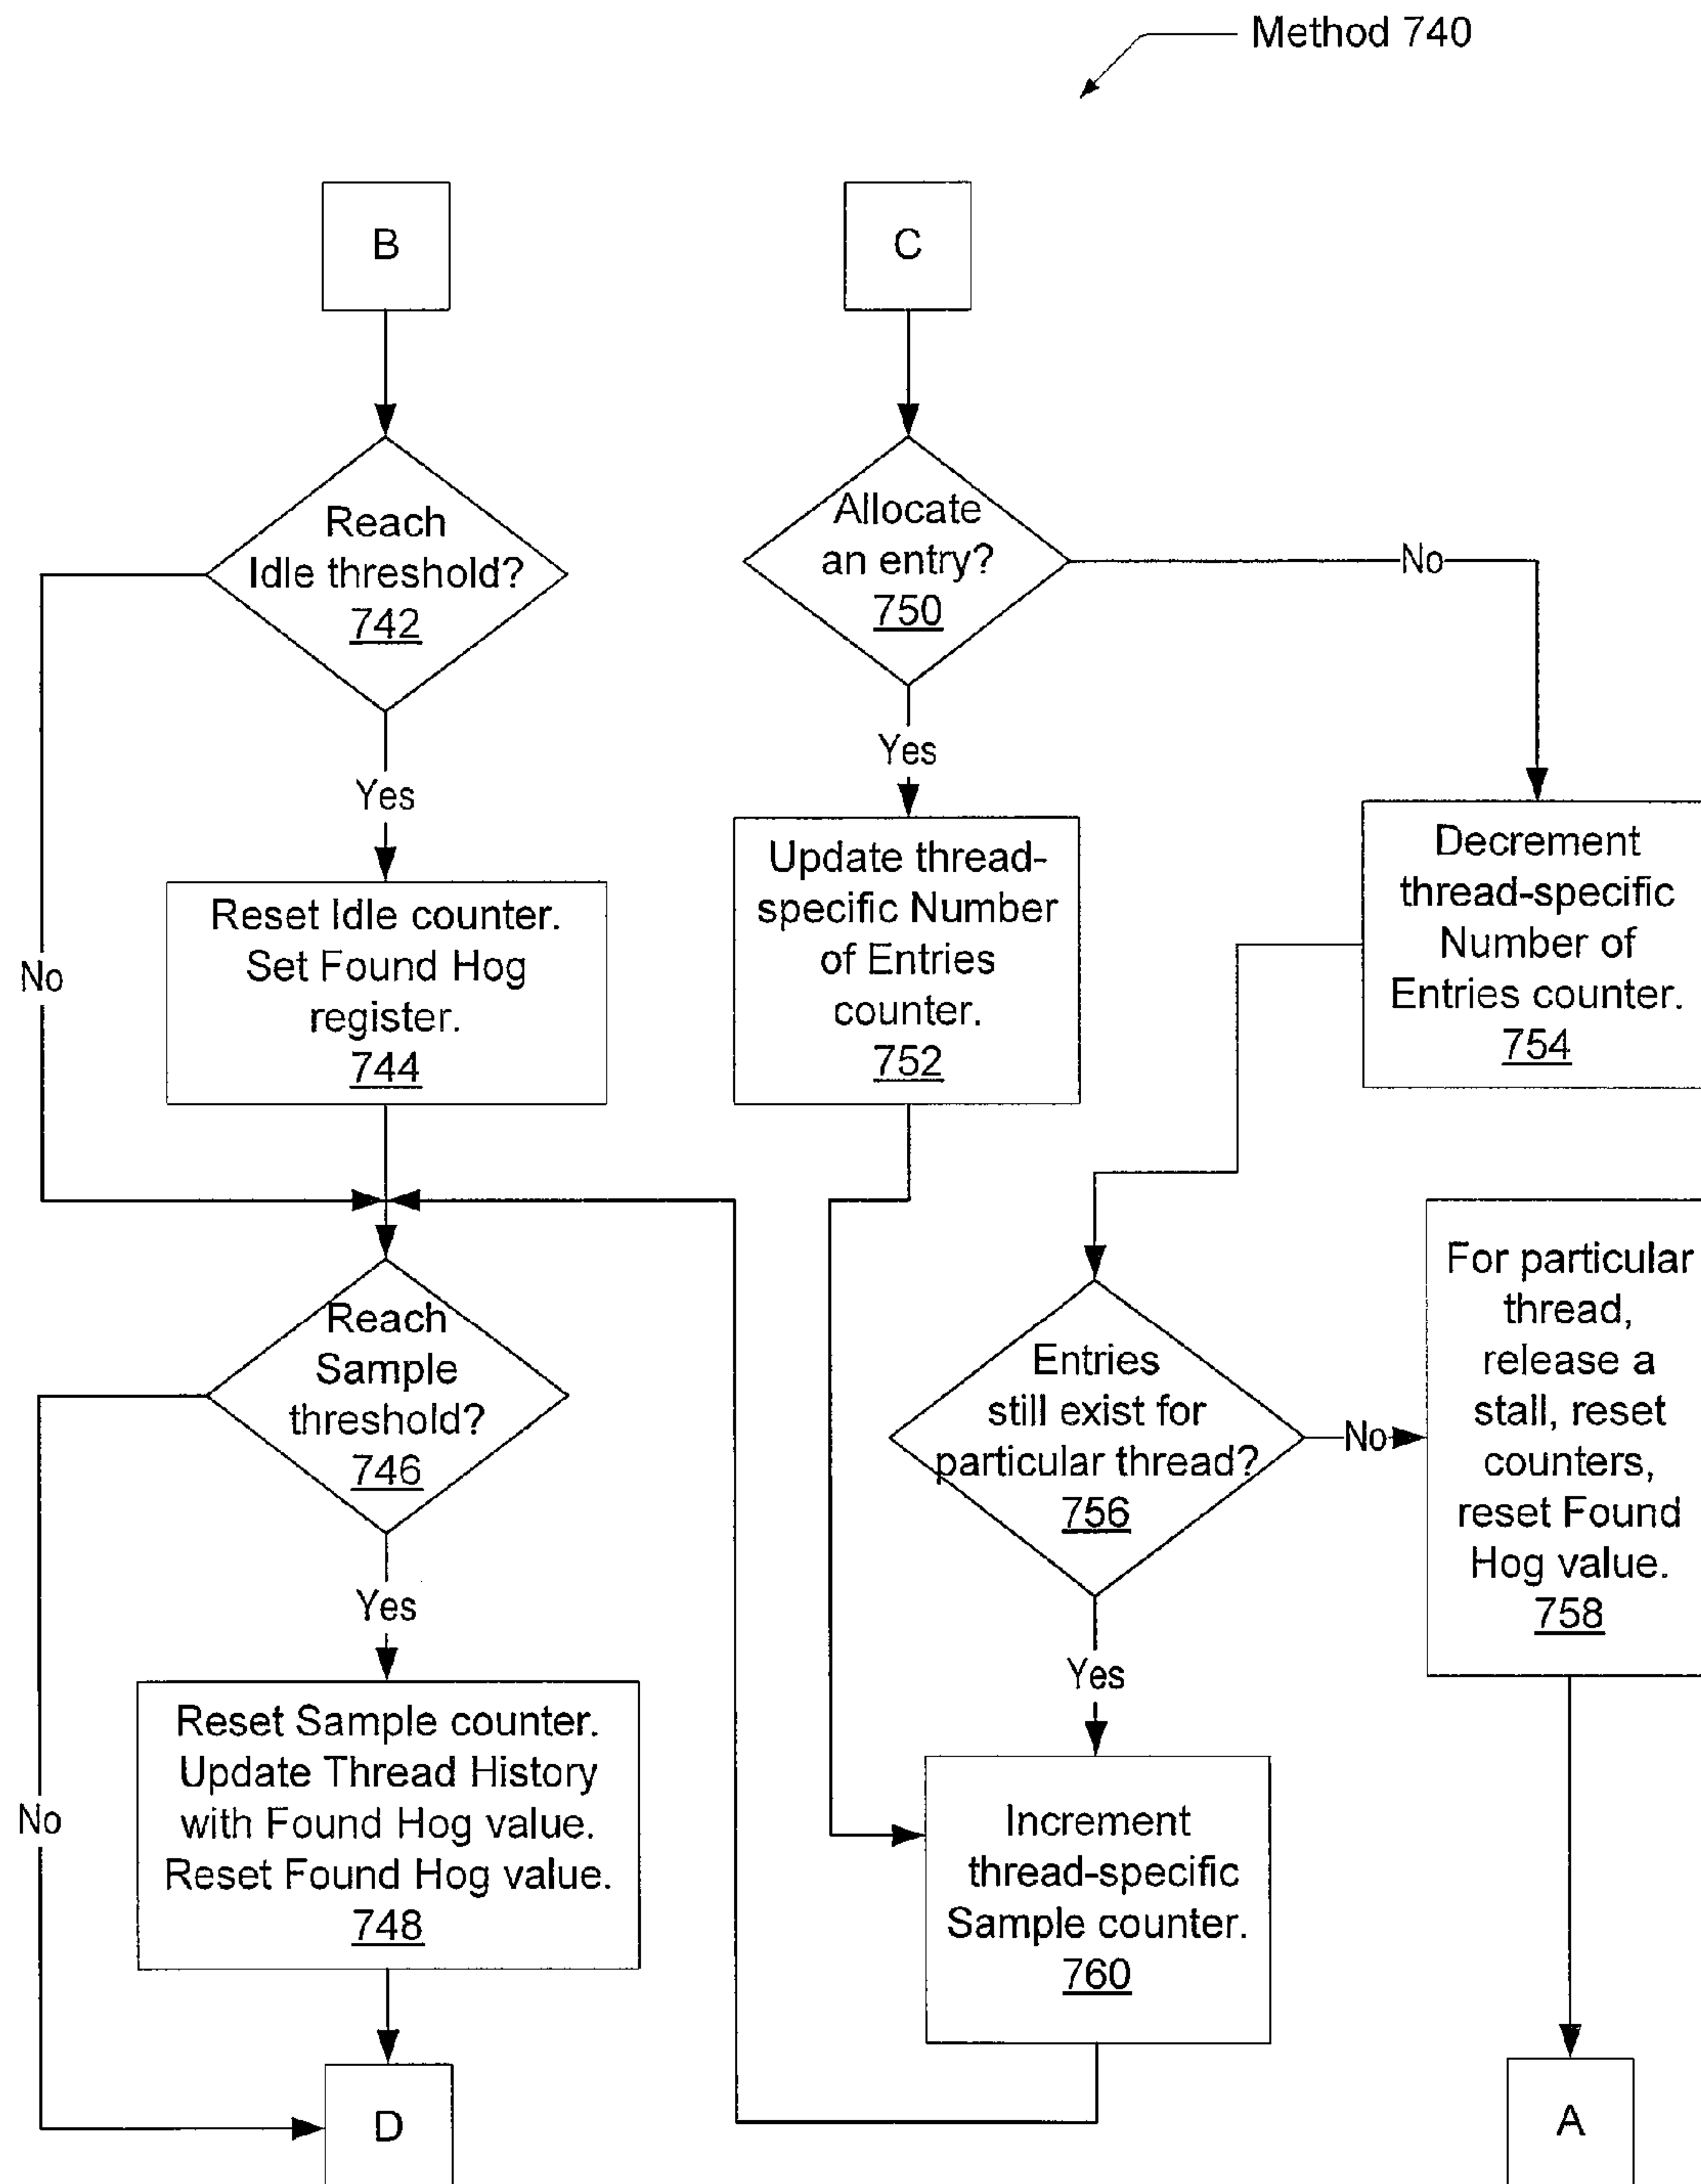 Method 740
B
C
Reach
Idle threshold?
742
Allocate
an entry?
750
No
Yes
Yes
No
Reset Idle counter.
Set Found Hog
register.
744
Update thread-
specific Number
of Entries
counter.
752
Decrement
thread-specific
Number of
Entries counter.
754
Reach
Sample
threshold?
746
Entries
still exist for
particular thread?
756
No
For particular
thread,
release a
stall, reset
counters,
reset Found
Hog value.
758
Yes
Yes
No
Reset Sample counter.
Update Thread History
with Found Hog value.
Reset Found Hog value.
748
Increment
thread-specific
Sample counter.
760
D
A